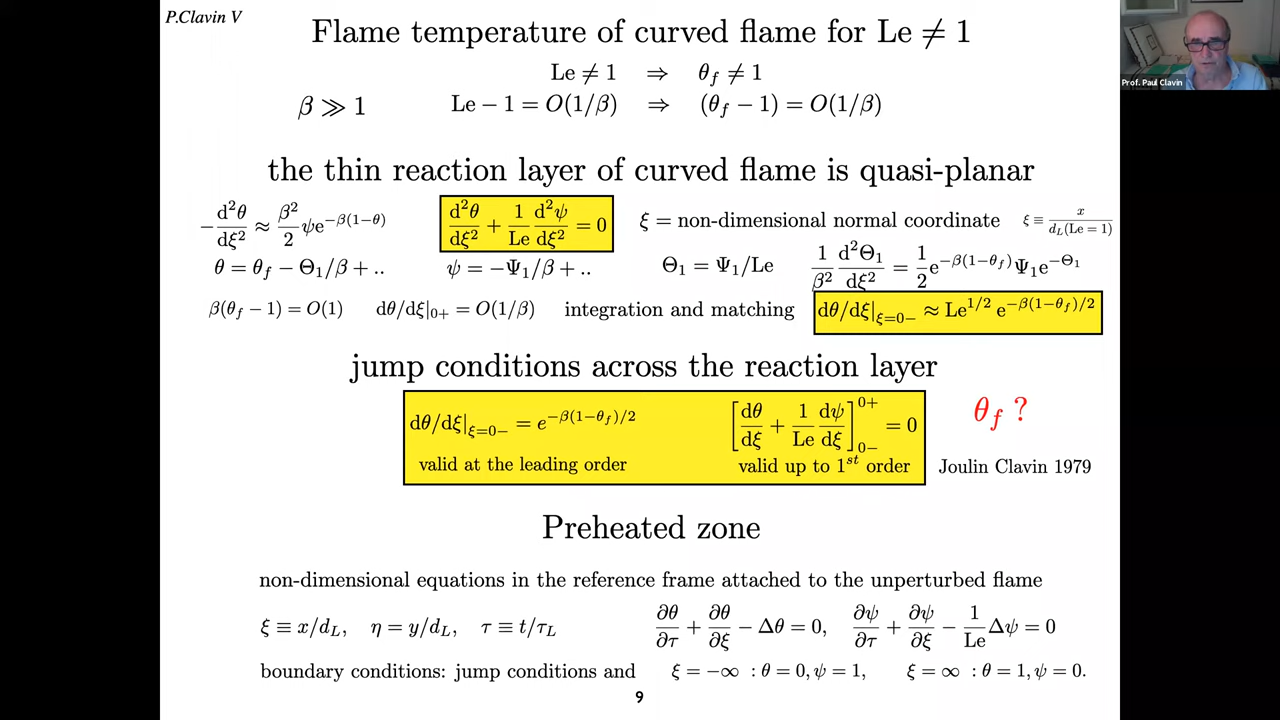 P.Clavin V
Flame temperature of curved flame for Le ≠ 1
Le ≠ 1 ⇒ θ_f ≠ 1
β ≫ 1 Le − 1 = O(1/β) ⇒ (θ_f − 1) = O(1/β)
Prof. Paul Clavin
the thin reaction layer of curved flame is quasi-planar
−d²θ/dξ² ≈ β²/2 ψe^{−β(1−θ)} d²θ/dξ² + 1/Le d²ψ/dξ² = 0 ξ = non-dimensional normal coordinate ξ ≡ x/d_L(Le = 1)
θ = θ_f − Θ₁/β + .. ψ = −Ψ₁/β + .. Θ₁ = Ψ₁/Le 1/β² d²Θ₁/dξ² = 1/2 e^{−β(1−θ_f)}Ψ₁e^{−Θ₁}
β(θ_f − 1) = O(1) dθ/dξ|_{0+} = O(1/β) integration and matching dθ/dξ|_{ξ=0−} ≈ Le^{1/2} e^{−β(1−θ_f)/2}
jump conditions across the reaction layer
dθ/dξ|_{ξ=0−} = e^{−β(1−θ_f)/2} [dθ/dξ + 1/Le dψ/dξ]_{0−}^{0+} = 0 θ_f ?
valid at the leading order valid up to 1^{st} order Joulin Clavin 1979
Preheated zone
non-dimensional equations in the reference frame attached to the unperturbed flame
ξ ≡ x/d_L, η = y/d_L, τ ≡ t/τ_L ∂θ/∂τ + ∂θ/∂ξ − Δθ = 0, ∂ψ/∂τ + ∂ψ/∂ξ − 1/Le Δψ = 0
boundary conditions: jump conditions and ξ = −∞ : θ = 0, ψ = 1, ξ = ∞ : θ = 1, ψ = 0.
9